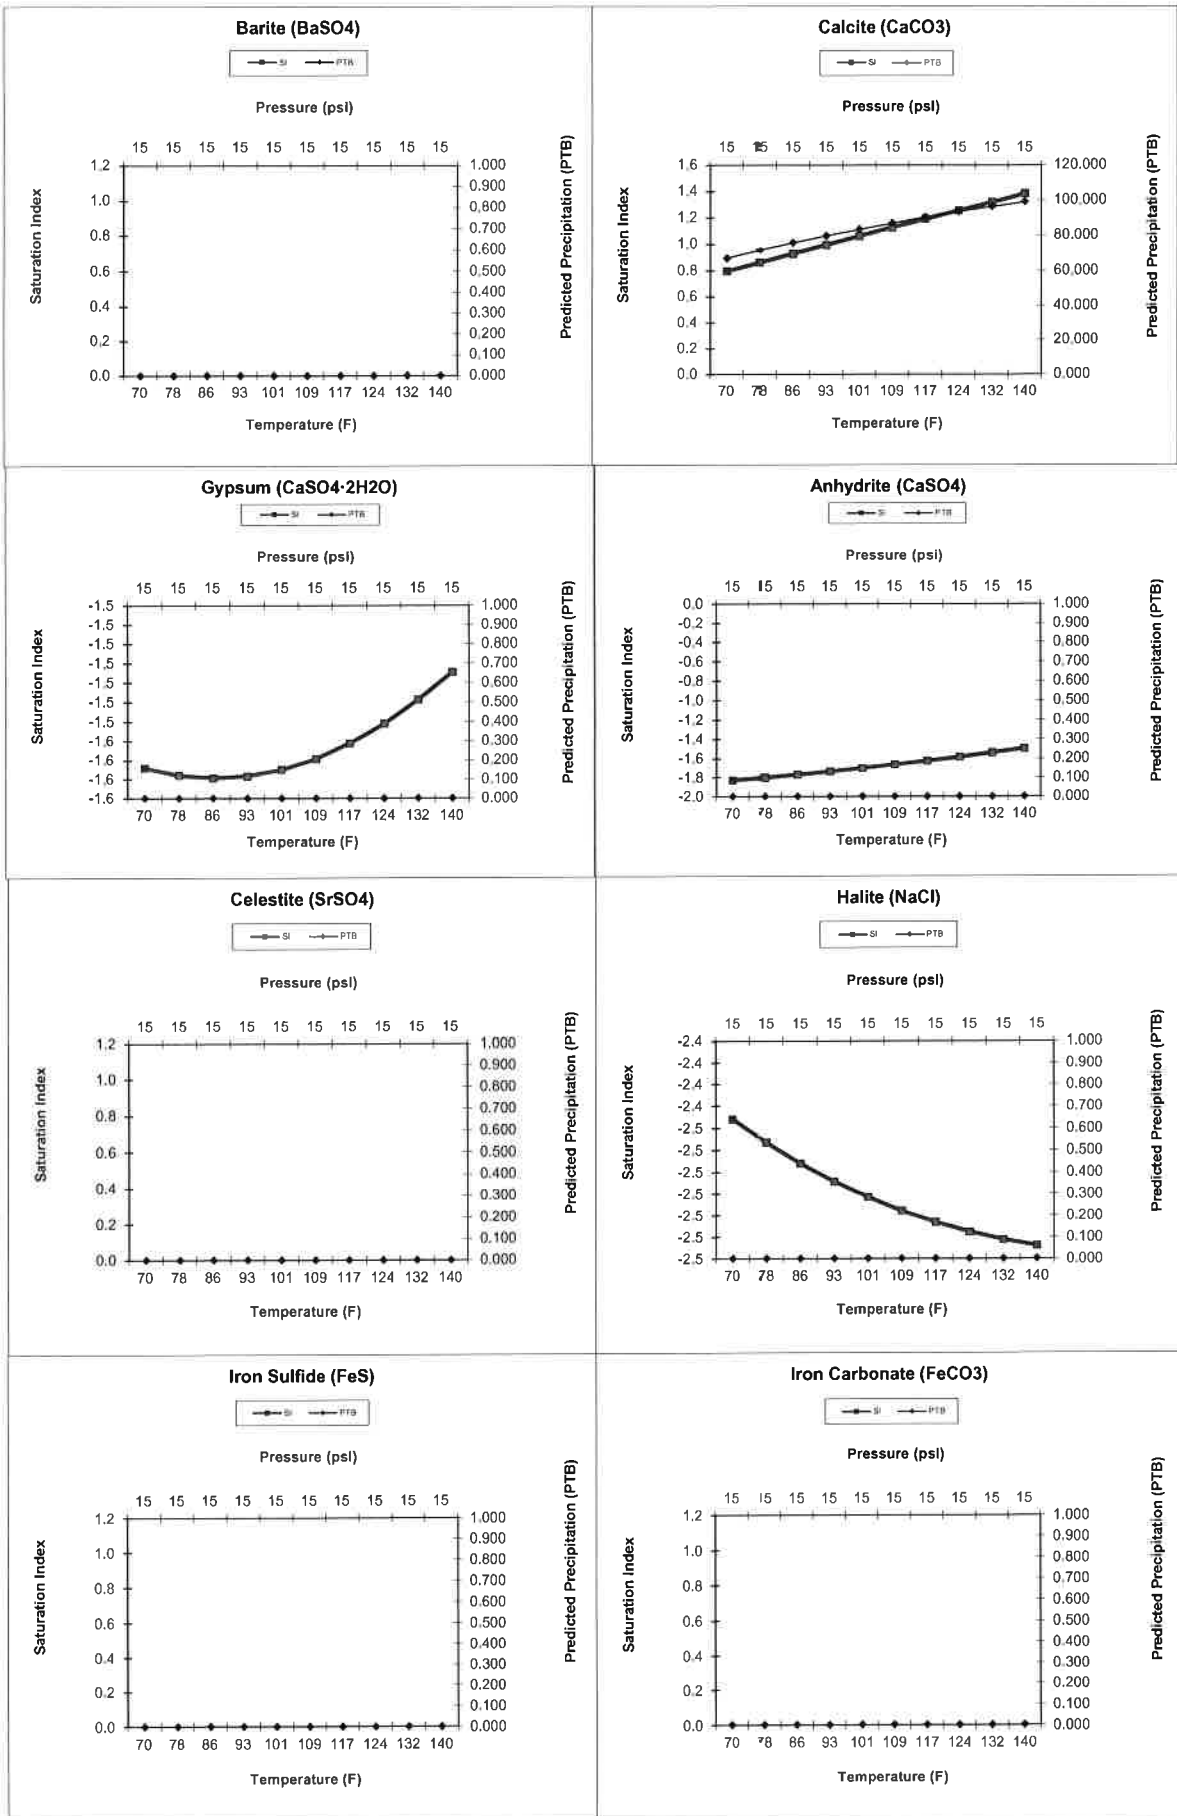 Barite (BaSO4)
SI PTB
Pressure (psi)
15 15 15 15 15 15 15 15 15 15
Saturation Index
1.2
1.0
0.8
0.6
0.4
0.2
0.0
1.000
0.900
0.800
0.700
0.600
0.500
0.400
0.300
0.200
0.100
0.000
Predicted Precipitation (PTB)
70 78 86 93 101 109 117 124 132 140
Temperature (F)
Calcite (CaCO3)
SI PTB
Pressure (psi)
15 15 15 15 15 15 15 15 15
Saturation Index
1.6
1.4
1.2
1.0
0.8
0.6
0.4
0.2
0.0
120.000
100.000
80.000
60.000
40.000
20.000
0.000
Predicted Precipitation (PTB)
70 78 86 93 101 109 117 124 132 140
Temperature (F)
Gypsum (CaSO4·2H2O)
SI PTB
Pressure (psi)
15 15 15 15 15 15 15 15 15 15
Saturation Index
-1.5
-1.5
-1.5
-1.5
-1.5
-1.5
-1.5
-1.6
-1.6
-1.6
-1.6
1.000
0.900
0.800
0.700
0.600
0.500
0.400
0.300
0.200
0.100
0.000
Predicted Precipitation (PTB)
70 78 86 93 101 109 117 124 132 140
Temperature (F)
Anhydrite (CaSO4)
SI PTB
Pressure (psi)
15 15 15 15 15 15 15 15 15 15
Saturation Index
0.0
-0.2
-0.4
-0.6
-0.8
-1.0
-1.2
-1.4
-1.6
-1.8
-2.0
1.000
0.900
0.800
0.700
0.600
0.500
0.400
0.300
0.200
0.100
0.000
Predicted Precipitation (PTB)
70 78 86 93 101 109 117 124 132 140
Temperature (F)
Celestite (SrSO4)
SI PTB
Pressure (psi)
15 15 15 15 15 15 15 15 15 15
Saturation Index
1.2
1.0
0.8
0.6
0.4
0.2
0.0
1.000
0.900
0.800
0.700
0.600
0.500
0.400
0.300
0.200
0.100
0.000
Predicted Precipitation (PTB)
70 78 86 93 101 109 117 124 132 140
Temperature (F)
Halite (NaCl)
SI PTB
Pressure (psi)
15 15 15 15 15 15 15 15 15 15
Saturation Index
-2.4
-2.4
-2.4
-2.4
-2.5
-2.5
-2.5
-2.5
-2.5
-2.5
-2.5
1.000
0.900
0.800
0.700
0.600
0.500
0.400
0.300
0.200
0.100
0.000
Predicted Precipitation (PTB)
70 78 86 93 101 109 117 124 132 140
Temperature (F)
Iron Sulfide (FeS)
SI PTB
Pressure (psi)
15 15 15 15 15 15 15 15 15 15
Saturation Index
1.2
1.0
0.8
0.6
0.4
0.2
0.0
1.000
0.900
0.800
0.700
0.600
0.500
0.400
0.300
0.200
0.100
0.000
Predicted Precipitation (PTB)
70 78 86 93 101 109 117 124 132 140
Temperature (F)
Iron Carbonate (FeCO3)
SI PTB
Pressure (psi)
15 15 15 15 15 15 15 15 15 15
Saturation Index
1.2
1.0
0.8
0.6
0.4
0.2
0.0
1.000
0.900
0.800
0.700
0.600
0.500
0.400
0.300
0.200
0.100
0.000
Predicted Precipitation (PTB)
70 78 86 93 101 109 117 124 132 140
Temperature (F)